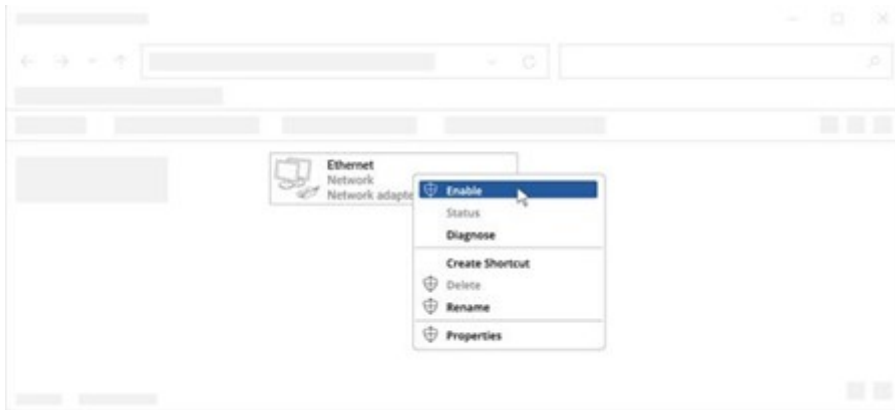 Ethernet
Network
Network adapte
Enable
Status
Diagnose
Create Shortcut
Delete
Rename
Properties